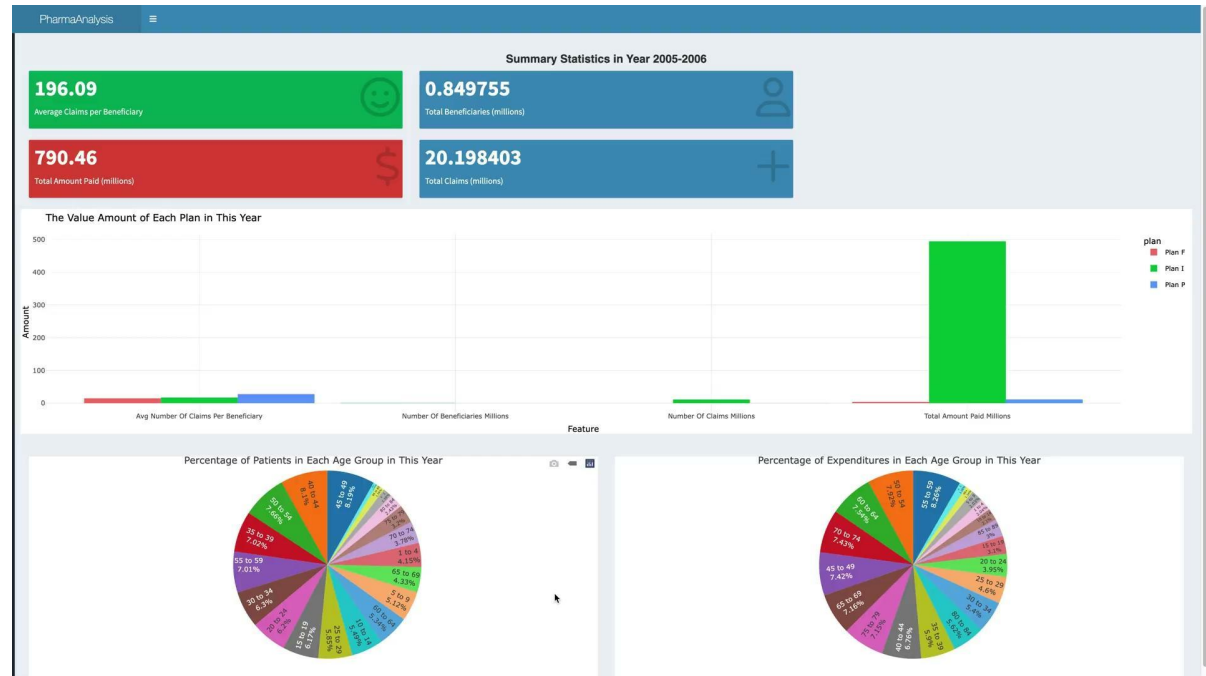 PharmaAnalysis
Summary Statistics in Year 2005-2006
196.09
Average Claims per Beneficiary
0.849755
Total Beneficiaries (millions)
790.46
Total Amount Paid (millions)
$
20.198403
Total Claims (millions)
The Value Amount of Each Plan in This Year
500
400
300
200
100
0
Amount
Avg Number Of Claims Per Beneficiary
Number Of Beneficiaries Millions
Number Of Claims Millions
Total Amount Paid Millions
Feature
plan
Plan F
Plan I
Plan P
Percentage of Patients in Each Age Group in This Year
45 to 49
8.19%
40 to 44
8.1%
50 to 54
7.66%
35 to 39
7.02%
55 to 59
7.01%
30 to 34
6.3%
20 to 24
6.2%
15 to 19
6.17%
25 to 29
5.85%
10 to 14
5.49%
60 to 64
5.34%
5 to 9
5.12%
65 to 69
4.33%
1 to 4
4.15%
70 to 74
3.78%
75 to 79
3.2%
Percentage of Expenditures in Each Age Group in This Year
55 to 59
8.26%
50 to 54
7.92%
60 to 64
7.54%
70 to 74
7.43%
45 to 49
7.42%
65 to 69
7.16%
75 to 79
7.15%
40 to 44
6.76%
35 to 39
5.9%
80 to 84
5.62%
30 to 34
5.4%
25 to 29
4.6%
20 to 24
3.95%
15 to 19
3.1%
85 to 89
3%